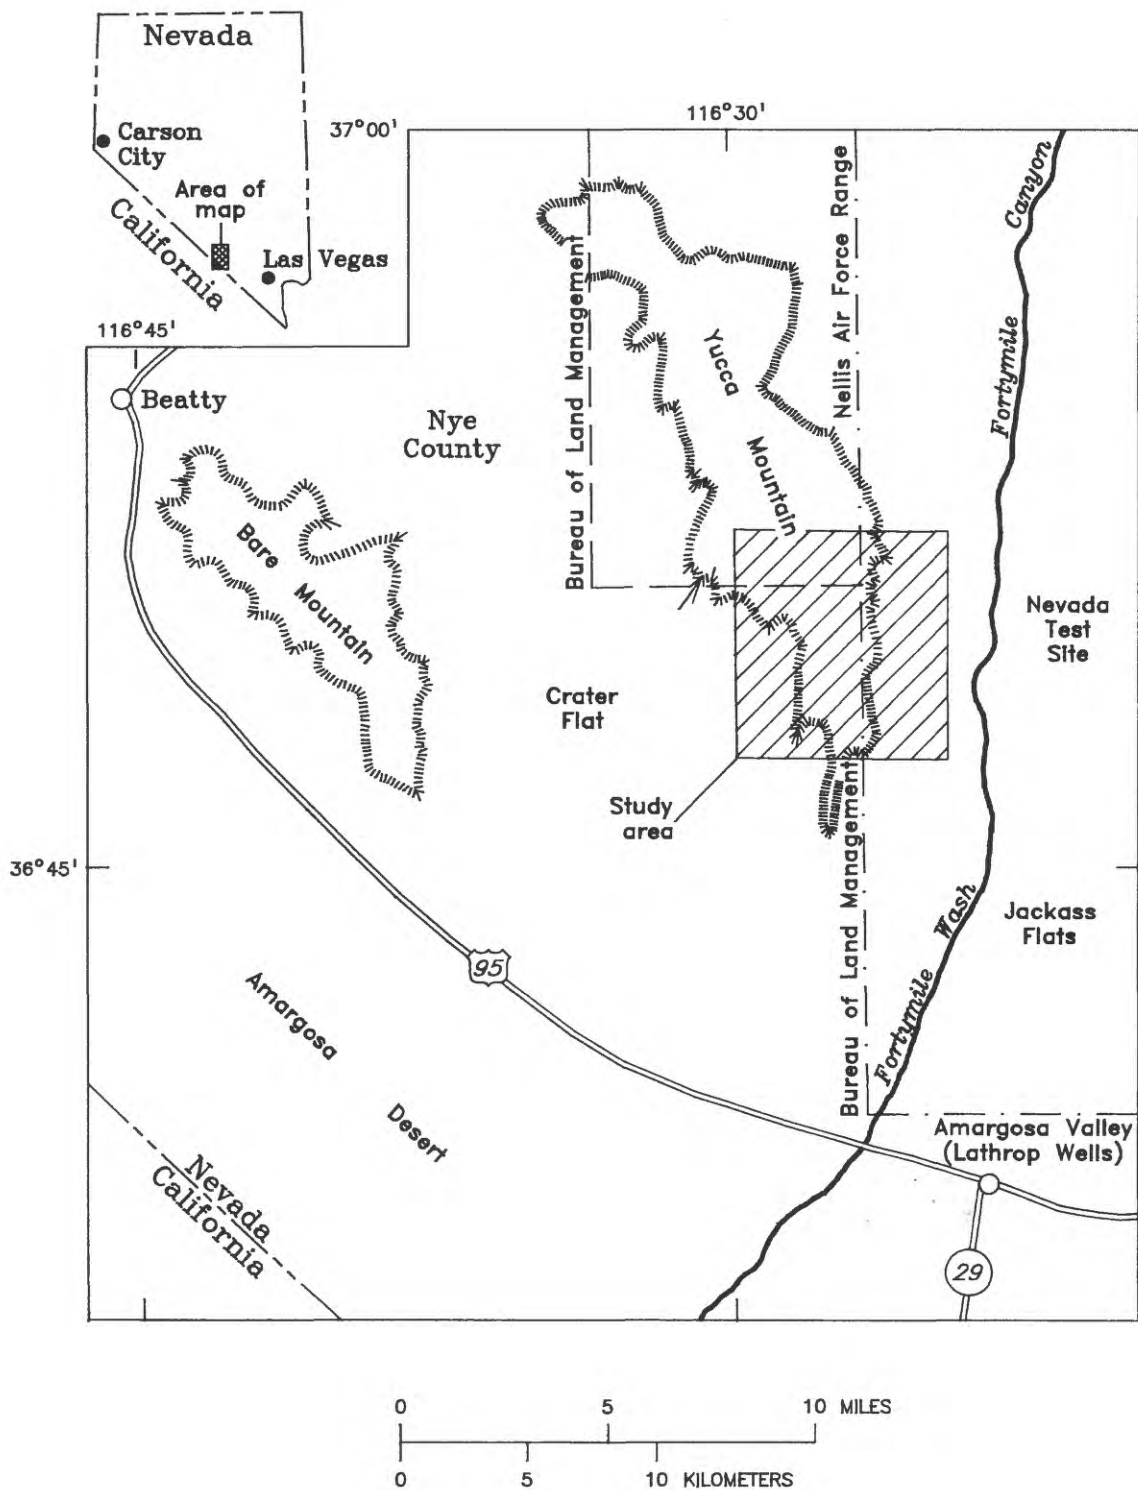 Nevada
Carson
City
Area of
map
California
Las Vegas
116°30'
37°00'
116°45'
Beatty
Nye
County
Bureau of Land Management
Yucca
Mountain
Nellis Air Force Range
Fortymile Canyon
Bare
Mountain
Nevada
Test
Site
Crater
Flat
Study
area
36°45'
Bureau of Land Management
Fortymile Wash
Jackass
Flats
95
Amargosa
Desert
Amargosa Valley
(Lathrop Wells)
Nevada
California
29
0 5 10 MILES
0 5 10 KILOMETERS